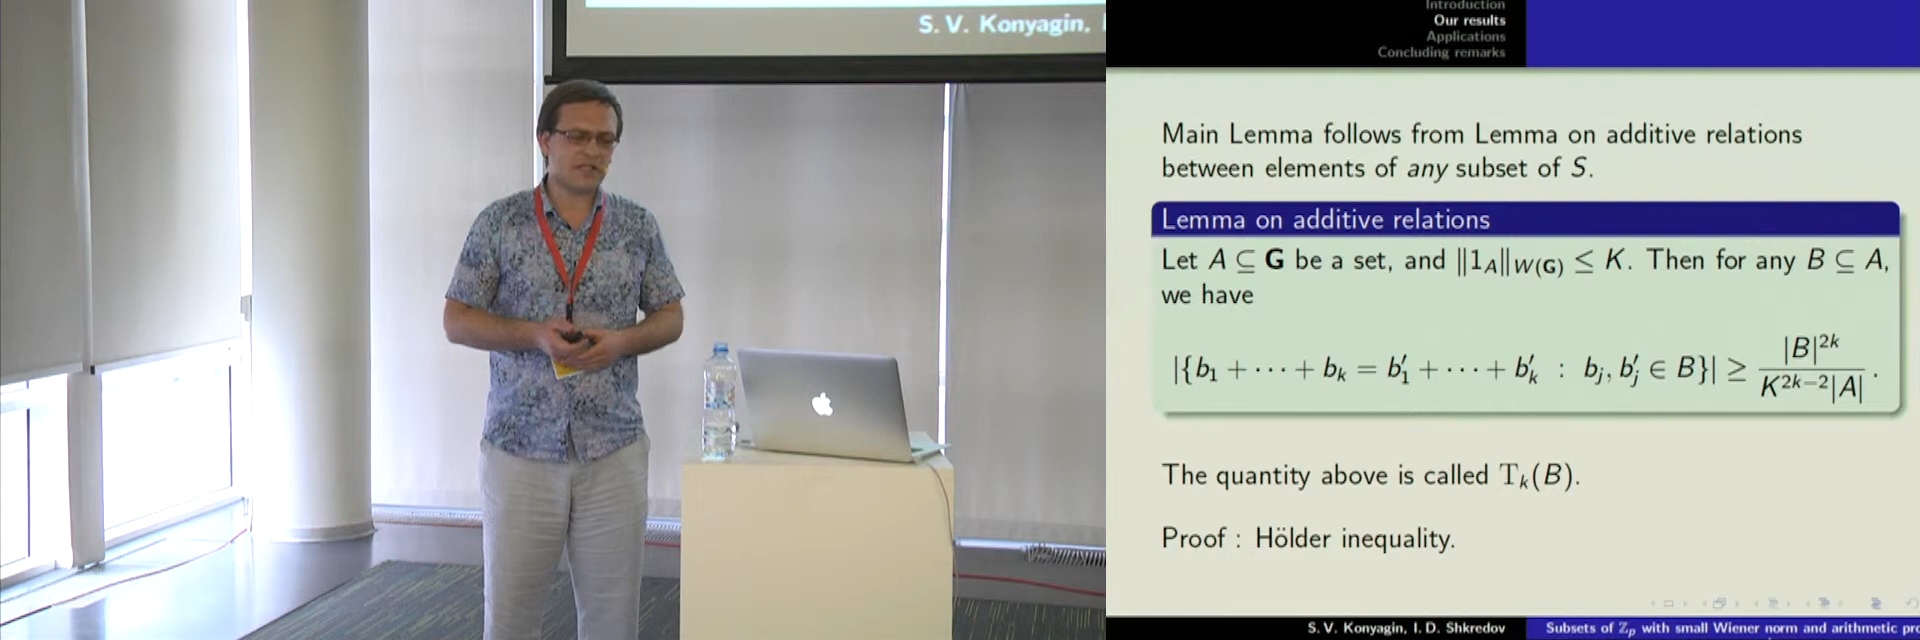 S. V. Konyagin,
Introduction
Our results
Applications
Concluding remarks
Main Lemma follows from Lemma on additive relations
between elements of any subset of S.
Lemma on additive relations
Let A ⊆ G be a set, and ‖1_A‖_{W(G)} ≤ K. Then for any B ⊆ A,
we have
|{b₁ + ⋯ + b_k = b′₁ + ⋯ + b′_k : b_j, b′_j ∈ B}| ≥ |B|^{2k} / K^{2k−2}|A| .
The quantity above is called T_k(B).
Proof : Hölder inequality.
S. V. Konyagin, I. D. Shkredov
Subsets of ℤ_p with small Wiener norm and arithmetic pro